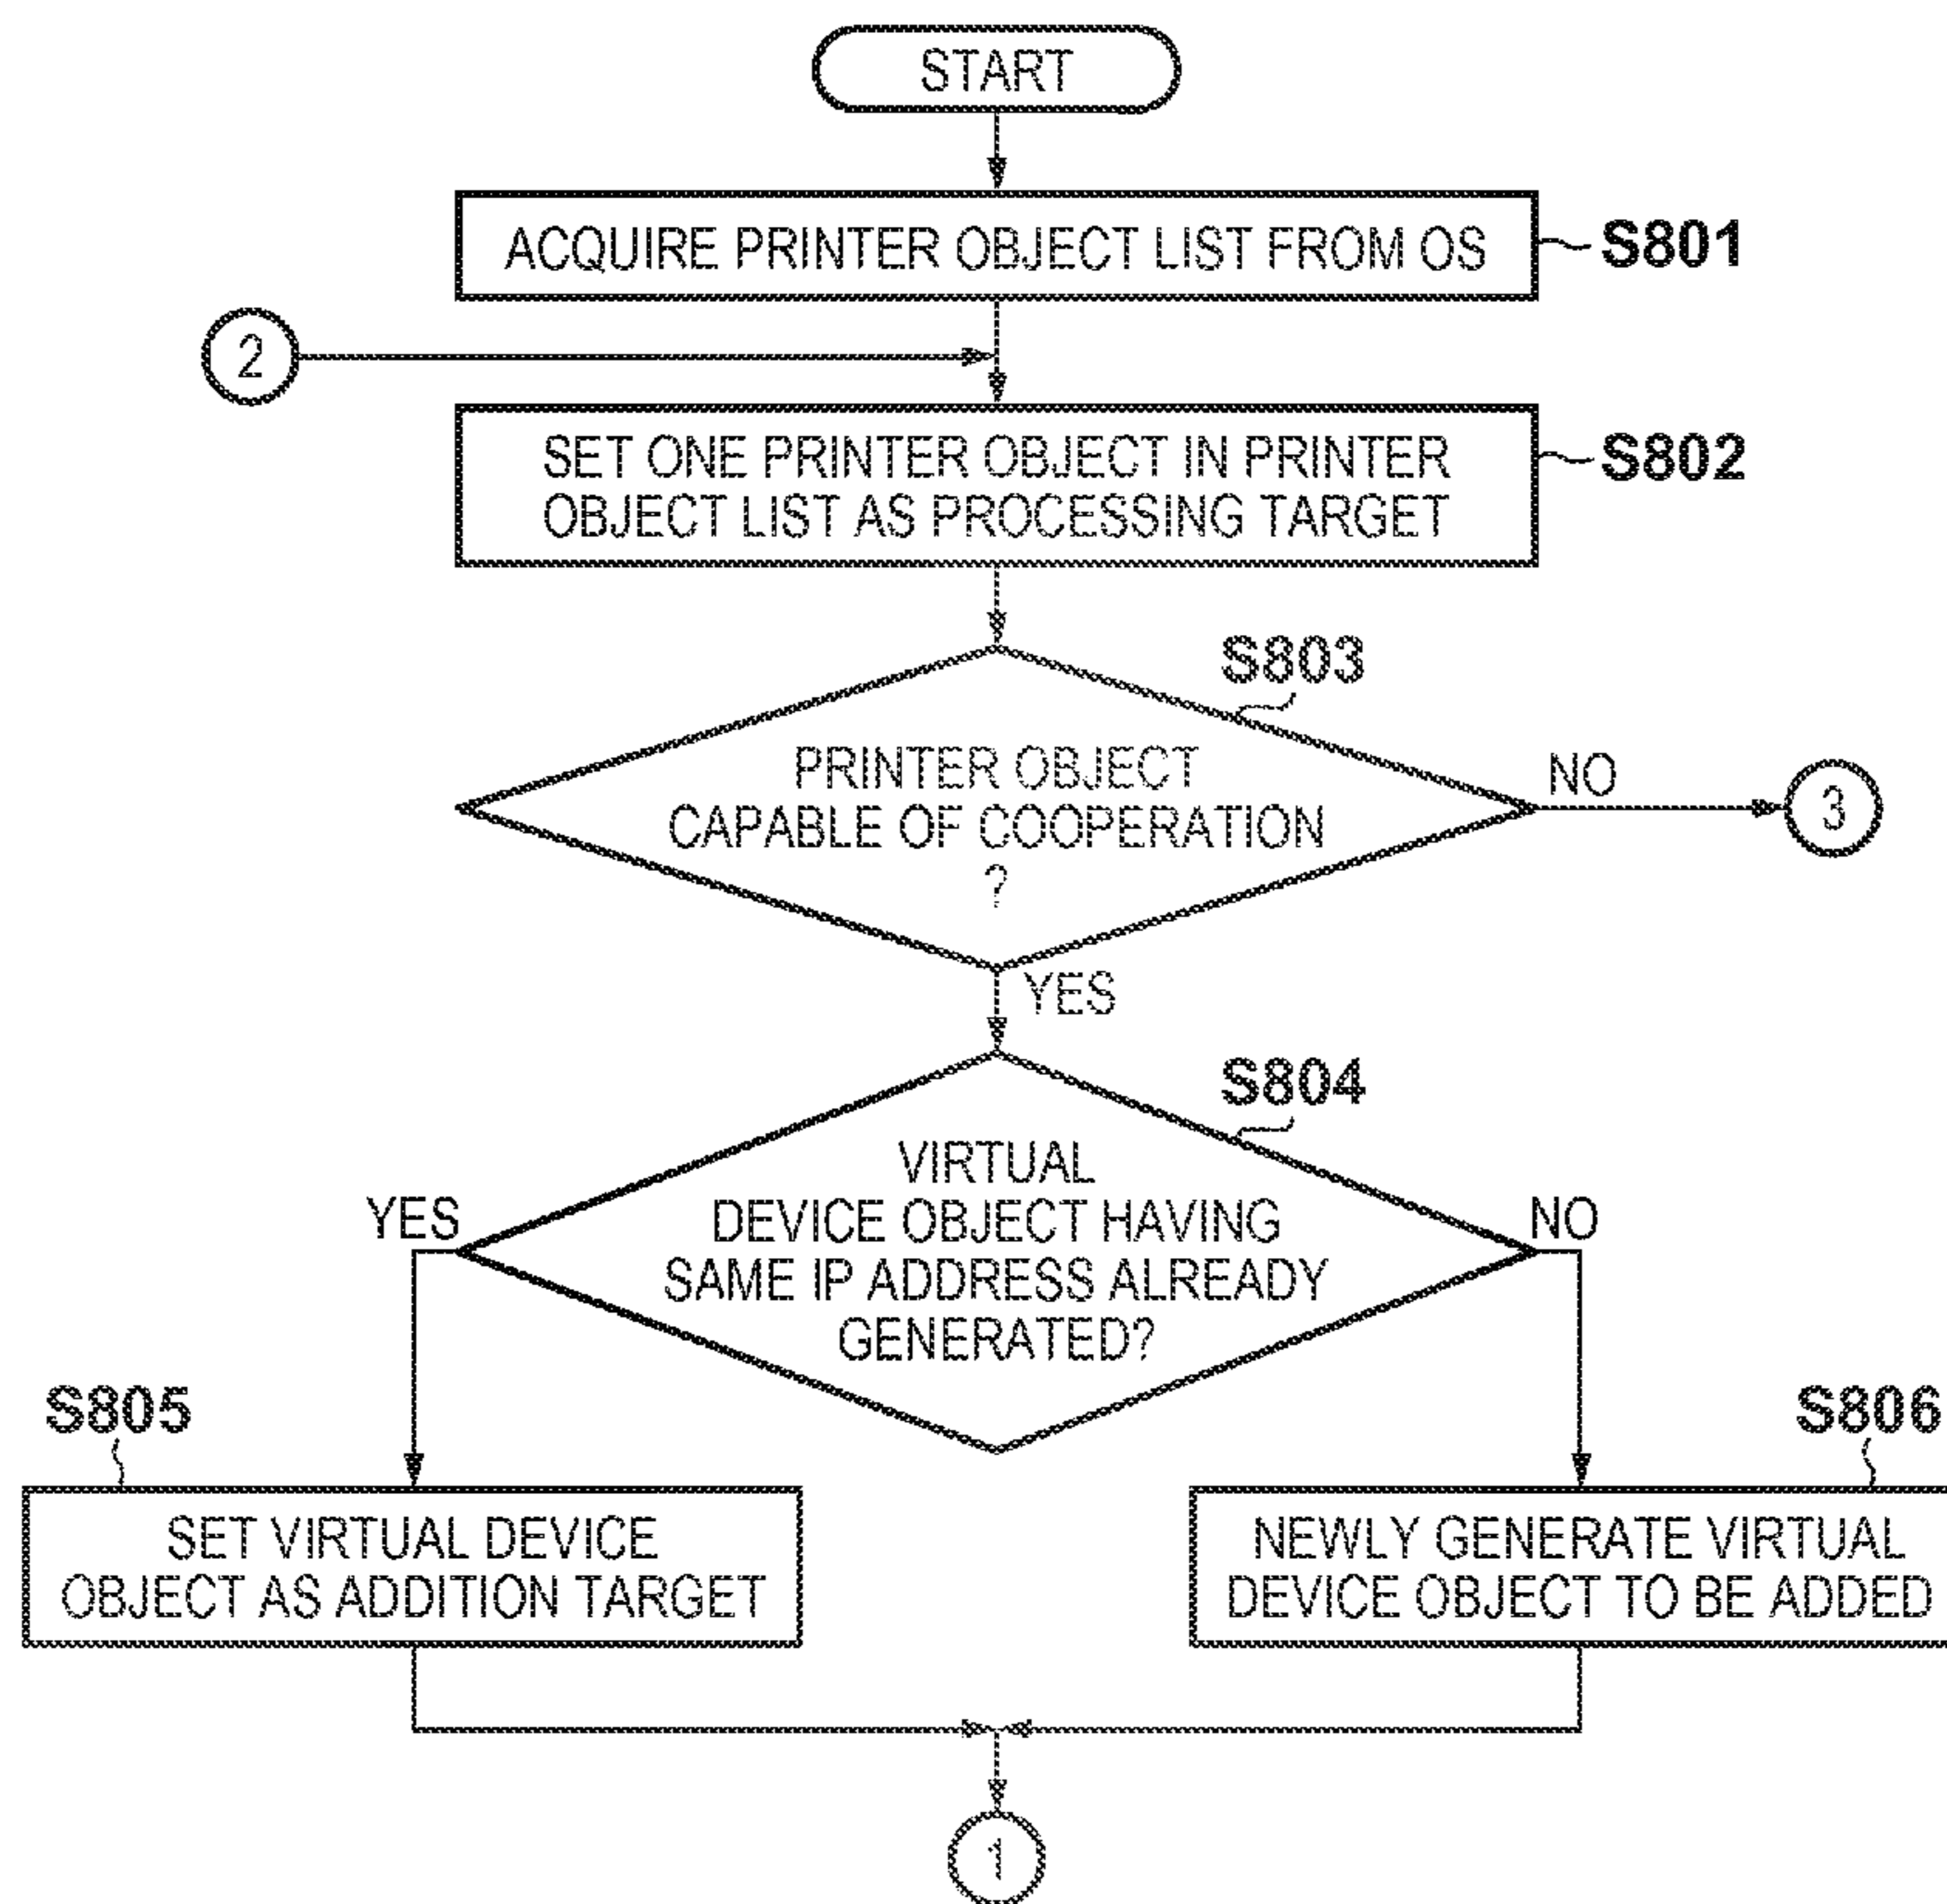 START
ACQUIRE PRINTER OBJECT LIST FROM OS
S801
2
SET ONE PRINTER OBJECT IN PRINTER
OBJECT LIST AS PROCESSING TARGET
S802
S803
PRINTER OBJECT
CAPABLE OF COOPERATION
?
NO
3
YES
S804
VIRTUAL
DEVICE OBJECT HAVING
SAME IP ADDRESS ALREADY
GENERATED?
YES
NO
S805
SET VIRTUAL DEVICE
OBJECT AS ADDITION TARGET
S806
NEWLY GENERATE VIRTUAL
DEVICE OBJECT TO BE ADDED
1